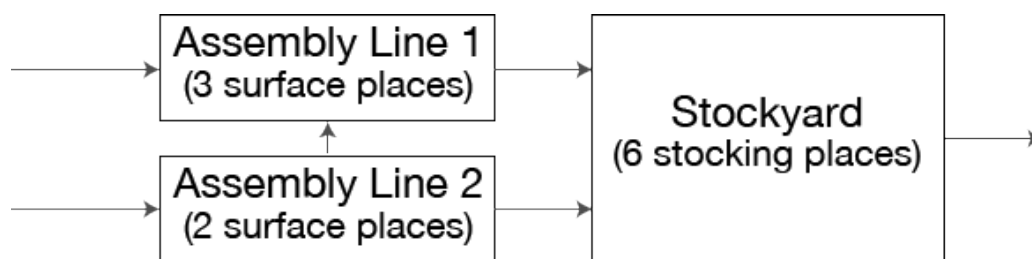 Assembly Line 1
(3 surface places)
Assembly Line 2
(2 surface places)
Stockyard
(6 stocking places)